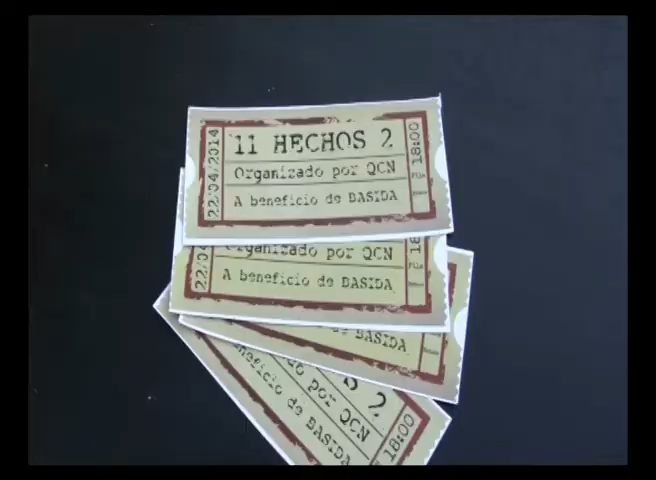 22/04/2014
11 HECHOS 2
Organizado por QCN
A beneficio de BASIDA
18:00
22/04
Organizado por QCN
A beneficio de BASIDA
18
BASIDA
2
por QCN
de BASIDA
18:00